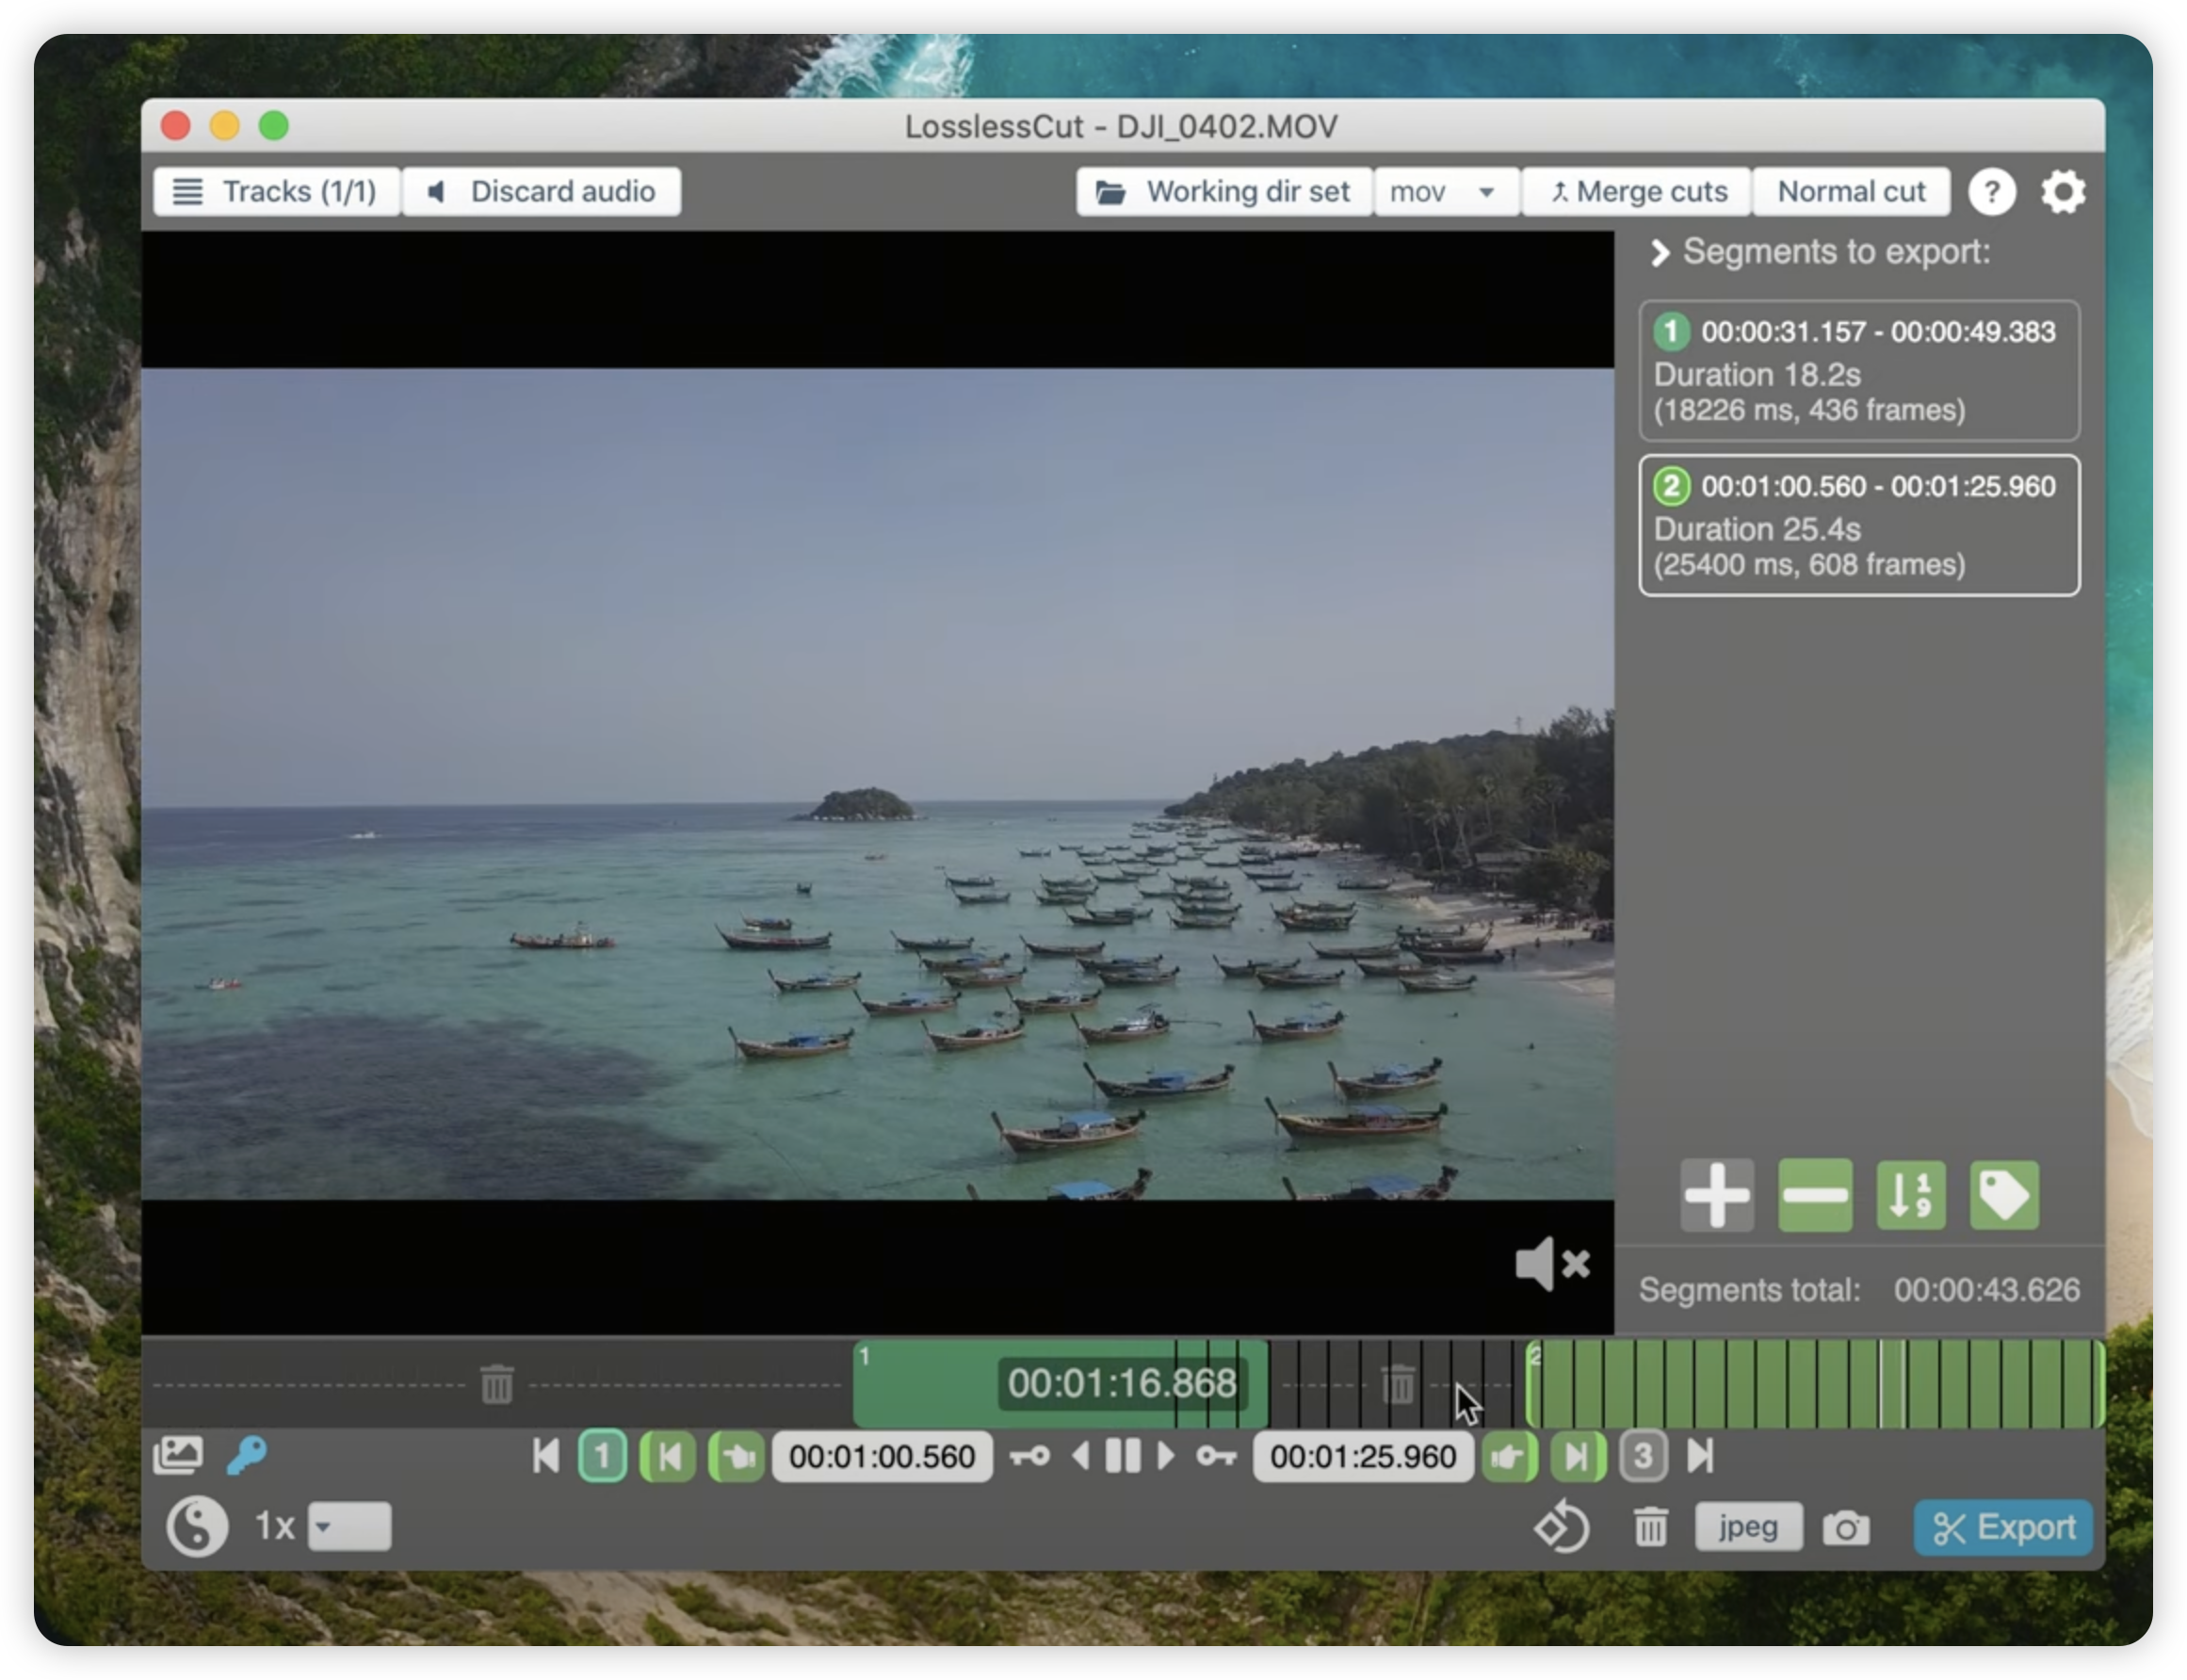 LosslessCut - DJI_0402.MOV
Tracks (1/1) Discard audio Working dir set mov Merge cuts Normal cut ?
Segments to export:
1 00:00:31.157 - 00:00:49.383
Duration 18.2s
(18226 ms, 436 frames)
2 00:01:00.560 - 00:01:25.960
Duration 25.4s
(25400 ms, 608 frames)
1
9
Segments total: 00:00:43.626
1 00:01:16.868 2
1 00:01:00.560 00:01:25.960 3
1x jpeg Export